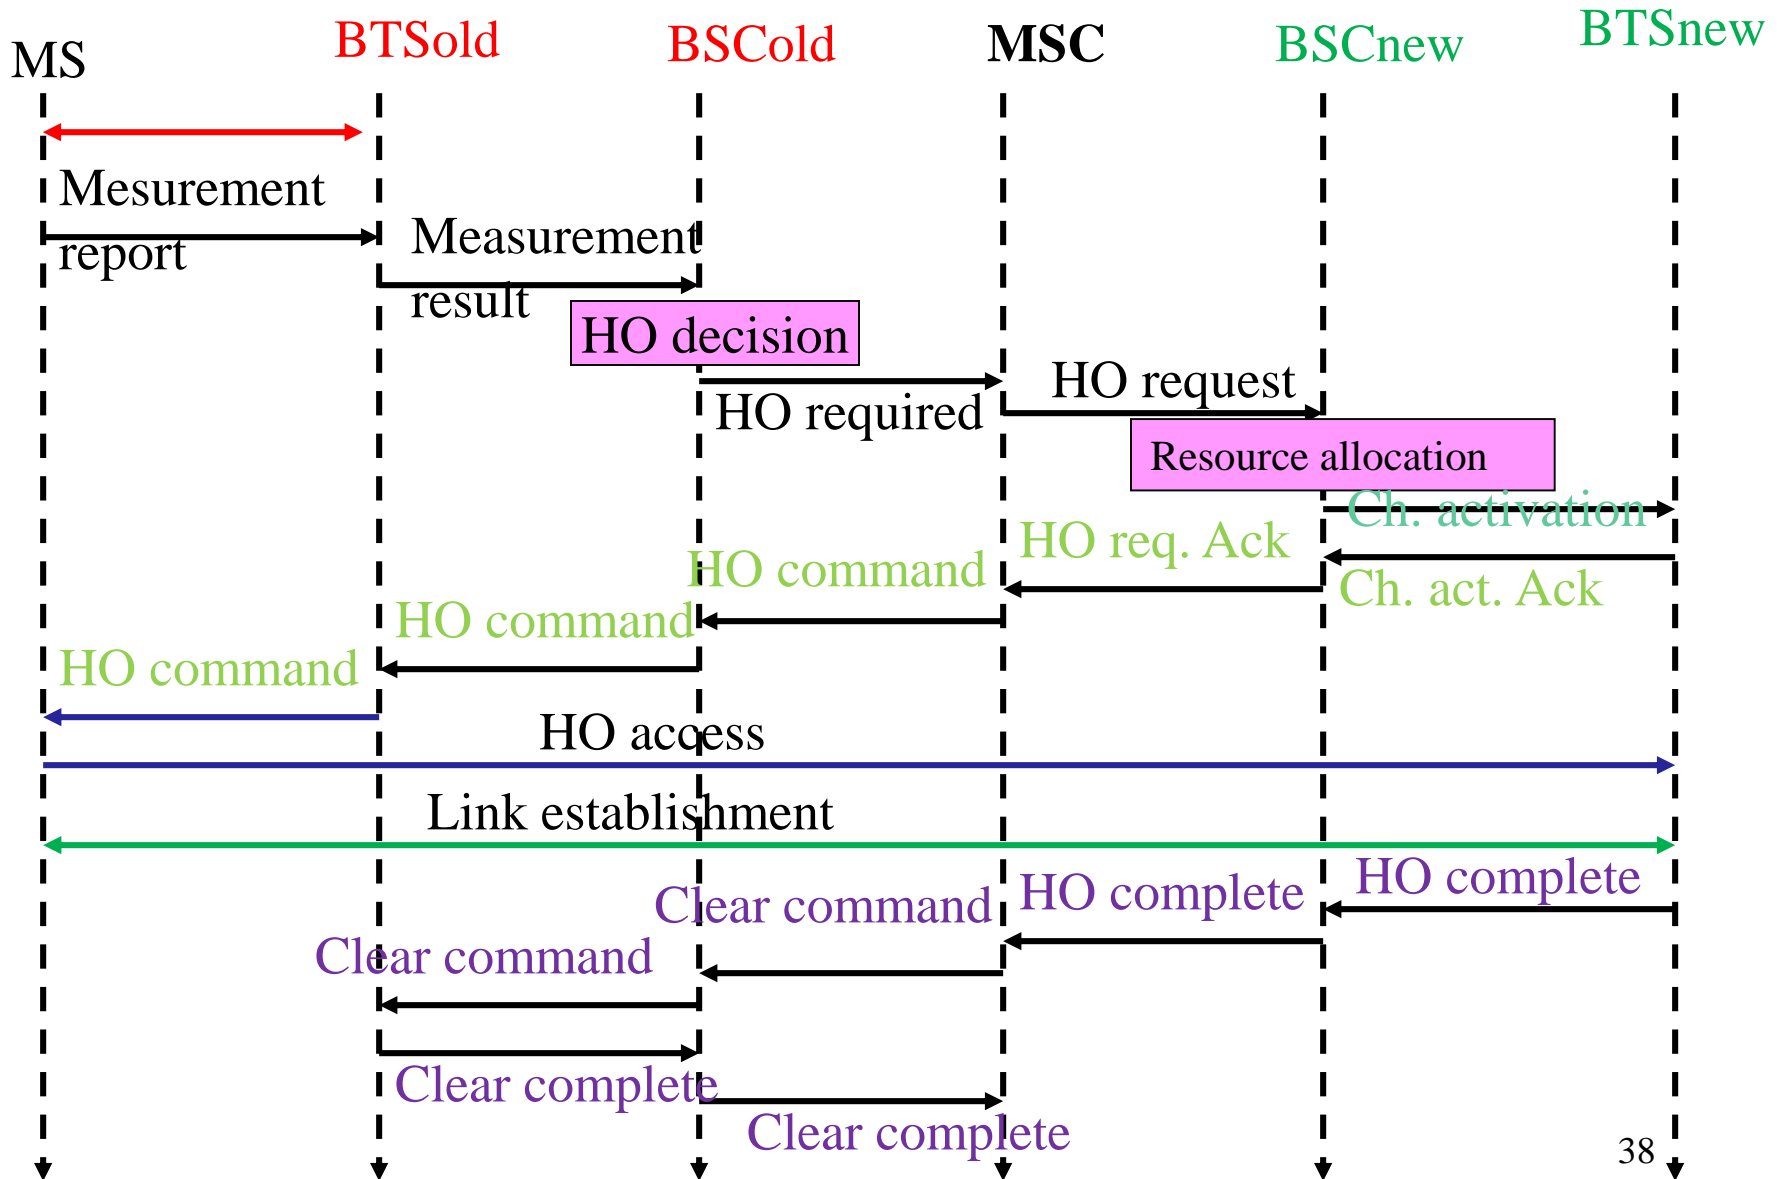 MS
BTSold
BSCold
MSC
BSCnew
BTSnew
Mesurement
report
Measurement
result
HO decision
HO required
HO request
Resource allocation
Ch. activation
Ch. act. Ack
HO req. Ack
HO command
HO command
HO command
HO access
Link establishment
HO complete
HO complete
Clear command
Clear command
Clear complete
Clear complete
38